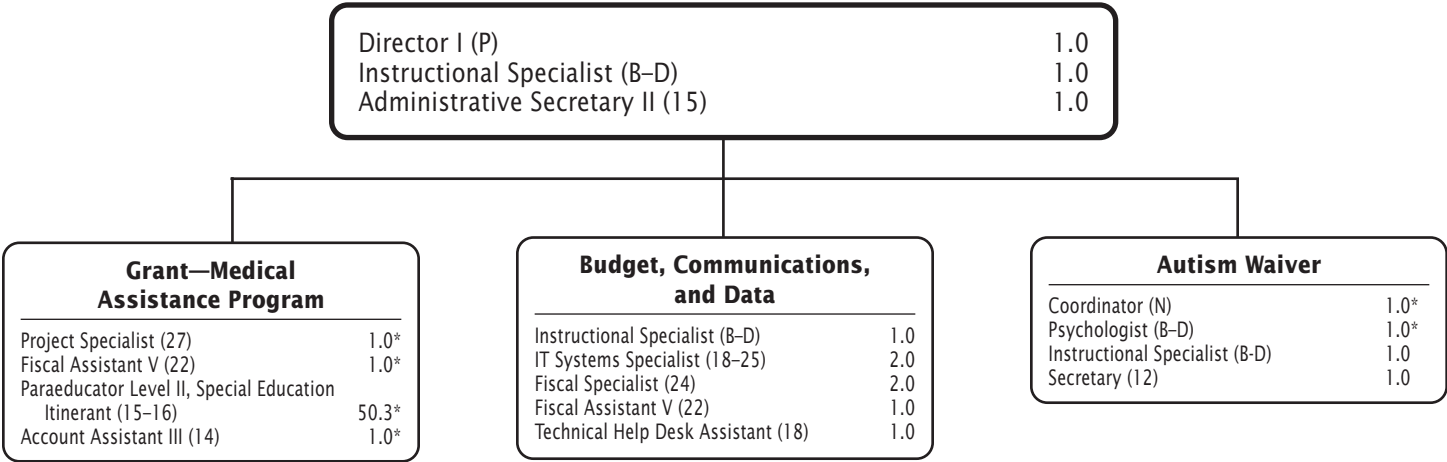 Director I (P) 1.0
Instructional Specialist (B–D) 1.0
Administrative Secretary II (15) 1.0
Grant—Medical
Assistance Program
Project Specialist (27) 1.0*
Fiscal Assistant V (22) 1.0*
Paraeducator Level II, Special Education
Itinerant (15–16) 50.3*
Account Assistant III (14) 1.0*
Budget, Communications,
and Data
Instructional Specialist (B–D) 1.0
IT Systems Specialist (18–25) 2.0
Fiscal Specialist (24) 2.0
Fiscal Assistant V (22) 1.0
Technical Help Desk Assistant (18) 1.0
Autism Waiver
Coordinator (N) 1.0*
Psychologist (B–D) 1.0*
Instructional Specialist (B-D) 1.0
Secretary (12) 1.0